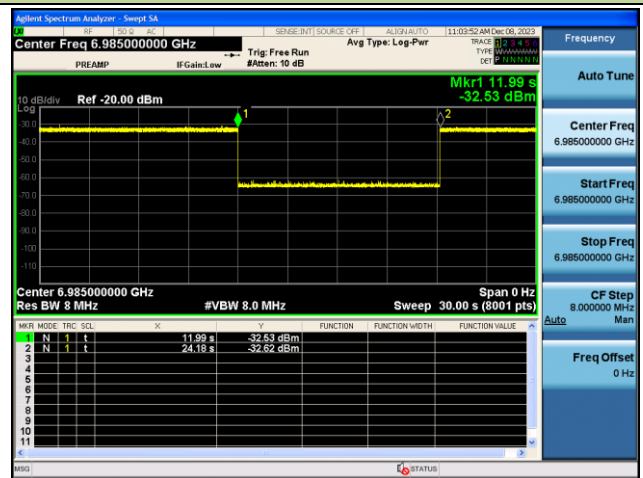 Agilent Spectrum Analyzer - Swept SA
RF 50 Ω AC SENSE:INT SOURCE OFF ALIGN AUTO 11:03:52 AM Dec 08, 2023
Center Freq 6.985000000 GHz
Avg Type: Log-Pwr
TRACE 1 2 3 4 5 6
TYPE
DET P N N N N N
PREAMP IFGain:Low
Trig: Free Run
#Atten: 10 dB
Mkr1 11.99 s
-32.53 dBm
10 dB/div Ref -20.00 dBm
Log
1
2
-30.0
-40.0
-50.0
-60.0
-70.0
-80.0
-90.0
-100
-110
Center 6.985000000 GHz Span 0 Hz
Res BW 8 MHz #VBW 8.0 MHz Sweep 30.00 s (8001 pts)
MKR MODE TRC SCL X Y FUNCTION FUNCTION WIDTH FUNCTION VALUE
1 N 1 t 11.99 s -32.53 dBm
2 N 1 t 24.18 s -32.62 dBm
3
4
5
6
7
8
9
10
11
MSG STATUS
Frequency
Auto Tune
Center Freq
6.985000000 GHz
Start Freq
6.985000000 GHz
Stop Freq
6.985000000 GHz
CF Step
8.000000 MHz
Auto Man
Freq Offset
0 Hz